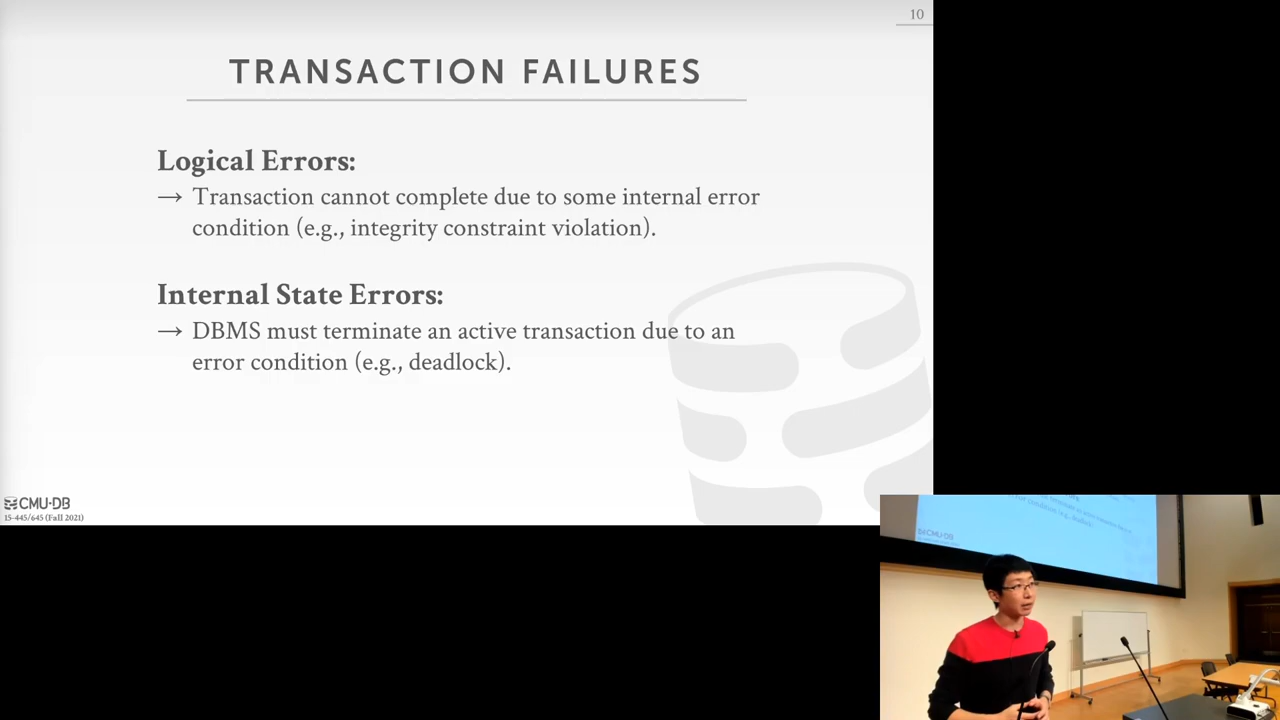 10
TRANSACTION FAILURES
Logical Errors:
→ Transaction cannot complete due to some internal error
condition (e.g., integrity constraint violation).
Internal State Errors:
→ DBMS must terminate an active transaction due to an
error condition (e.g., deadlock).
CMU·DB
15-445/645 (Fall 2021)
CMU·DB